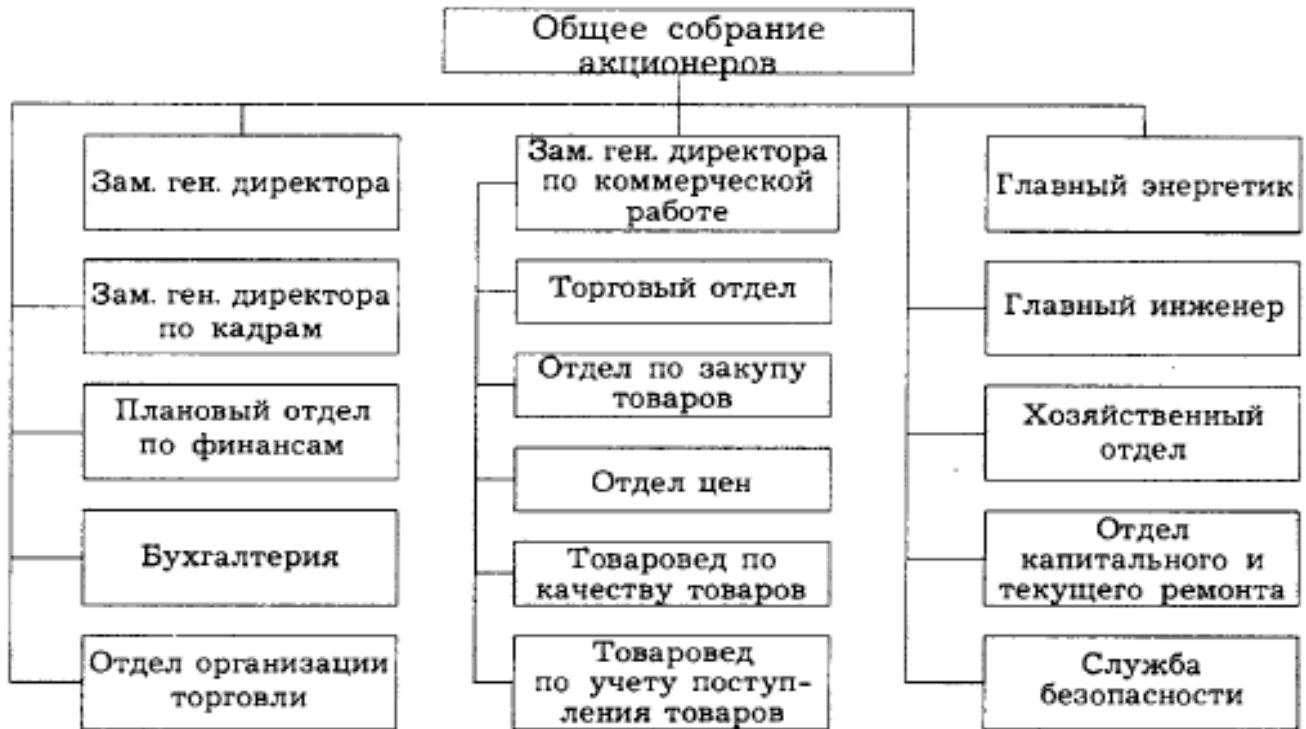 Общее собрание
акционеров
Зам. ген. директора
Зам. ген. директора
по кадрам
Плановый отдел
по финансам
Бухгалтерия
Отдел организации
торговли
Зам. ген. директора
по коммерческой
работе
Торговый отдел
Отдел по закупу
товаров
Отдел цен
Товаровед по
качеству товаров
Товаровед
по учету поступ-
ления товаров
Главный энергетик
Главный инженер
Хозяйственный
отдел
Отдел
капитального и
текущего ремонта
Служба
безопасности